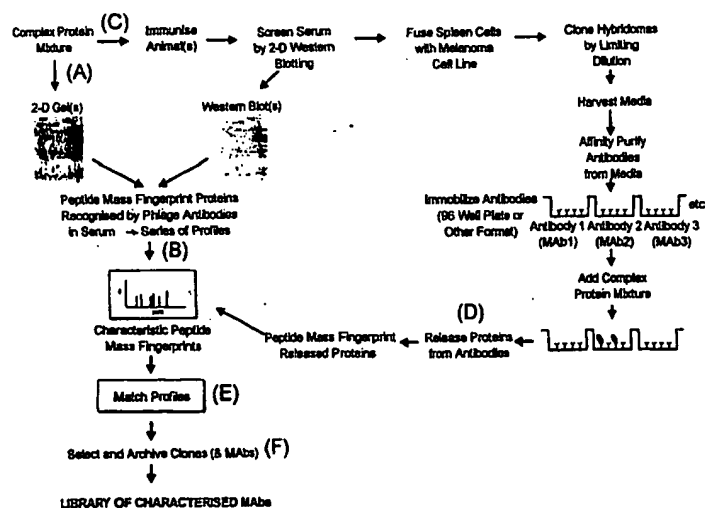 (C)
Complex Protein
Mixture
Immunise
Animal(s)
Screen Serum
by 2-D Western
Blotting
Fuse Spleen Cells
with Melanoma
Cell Line
Clone Hybridomas
by Limiting
Dilution
(A)
2-D Gel(s)
Western Blot(s)
Harvest Media
Affinity Purify
Antibodies
from Media
Peptide Mass Fingerprint Proteins
Recognised by Phage Antibodies
in Serum → Series of Profiles
Immobilize Antibodies
(96 Well Plate or
Other Format)
etc
Antibody 1 Antibody 2 Antibody 3
(MAb1) (MAb2) (MAb3)
(B)
Add Complex
Protein Mixture
Characteristic Peptide
Mass Fingerprints
Peptide Mass Fingerprint
Released Proteins
(D)
Release Proteins
from Antibodies
Match Profiles
(E)
Select and Archive Clones (& MAbs)
(F)
LIBRARY OF CHARACTERISED MAbs